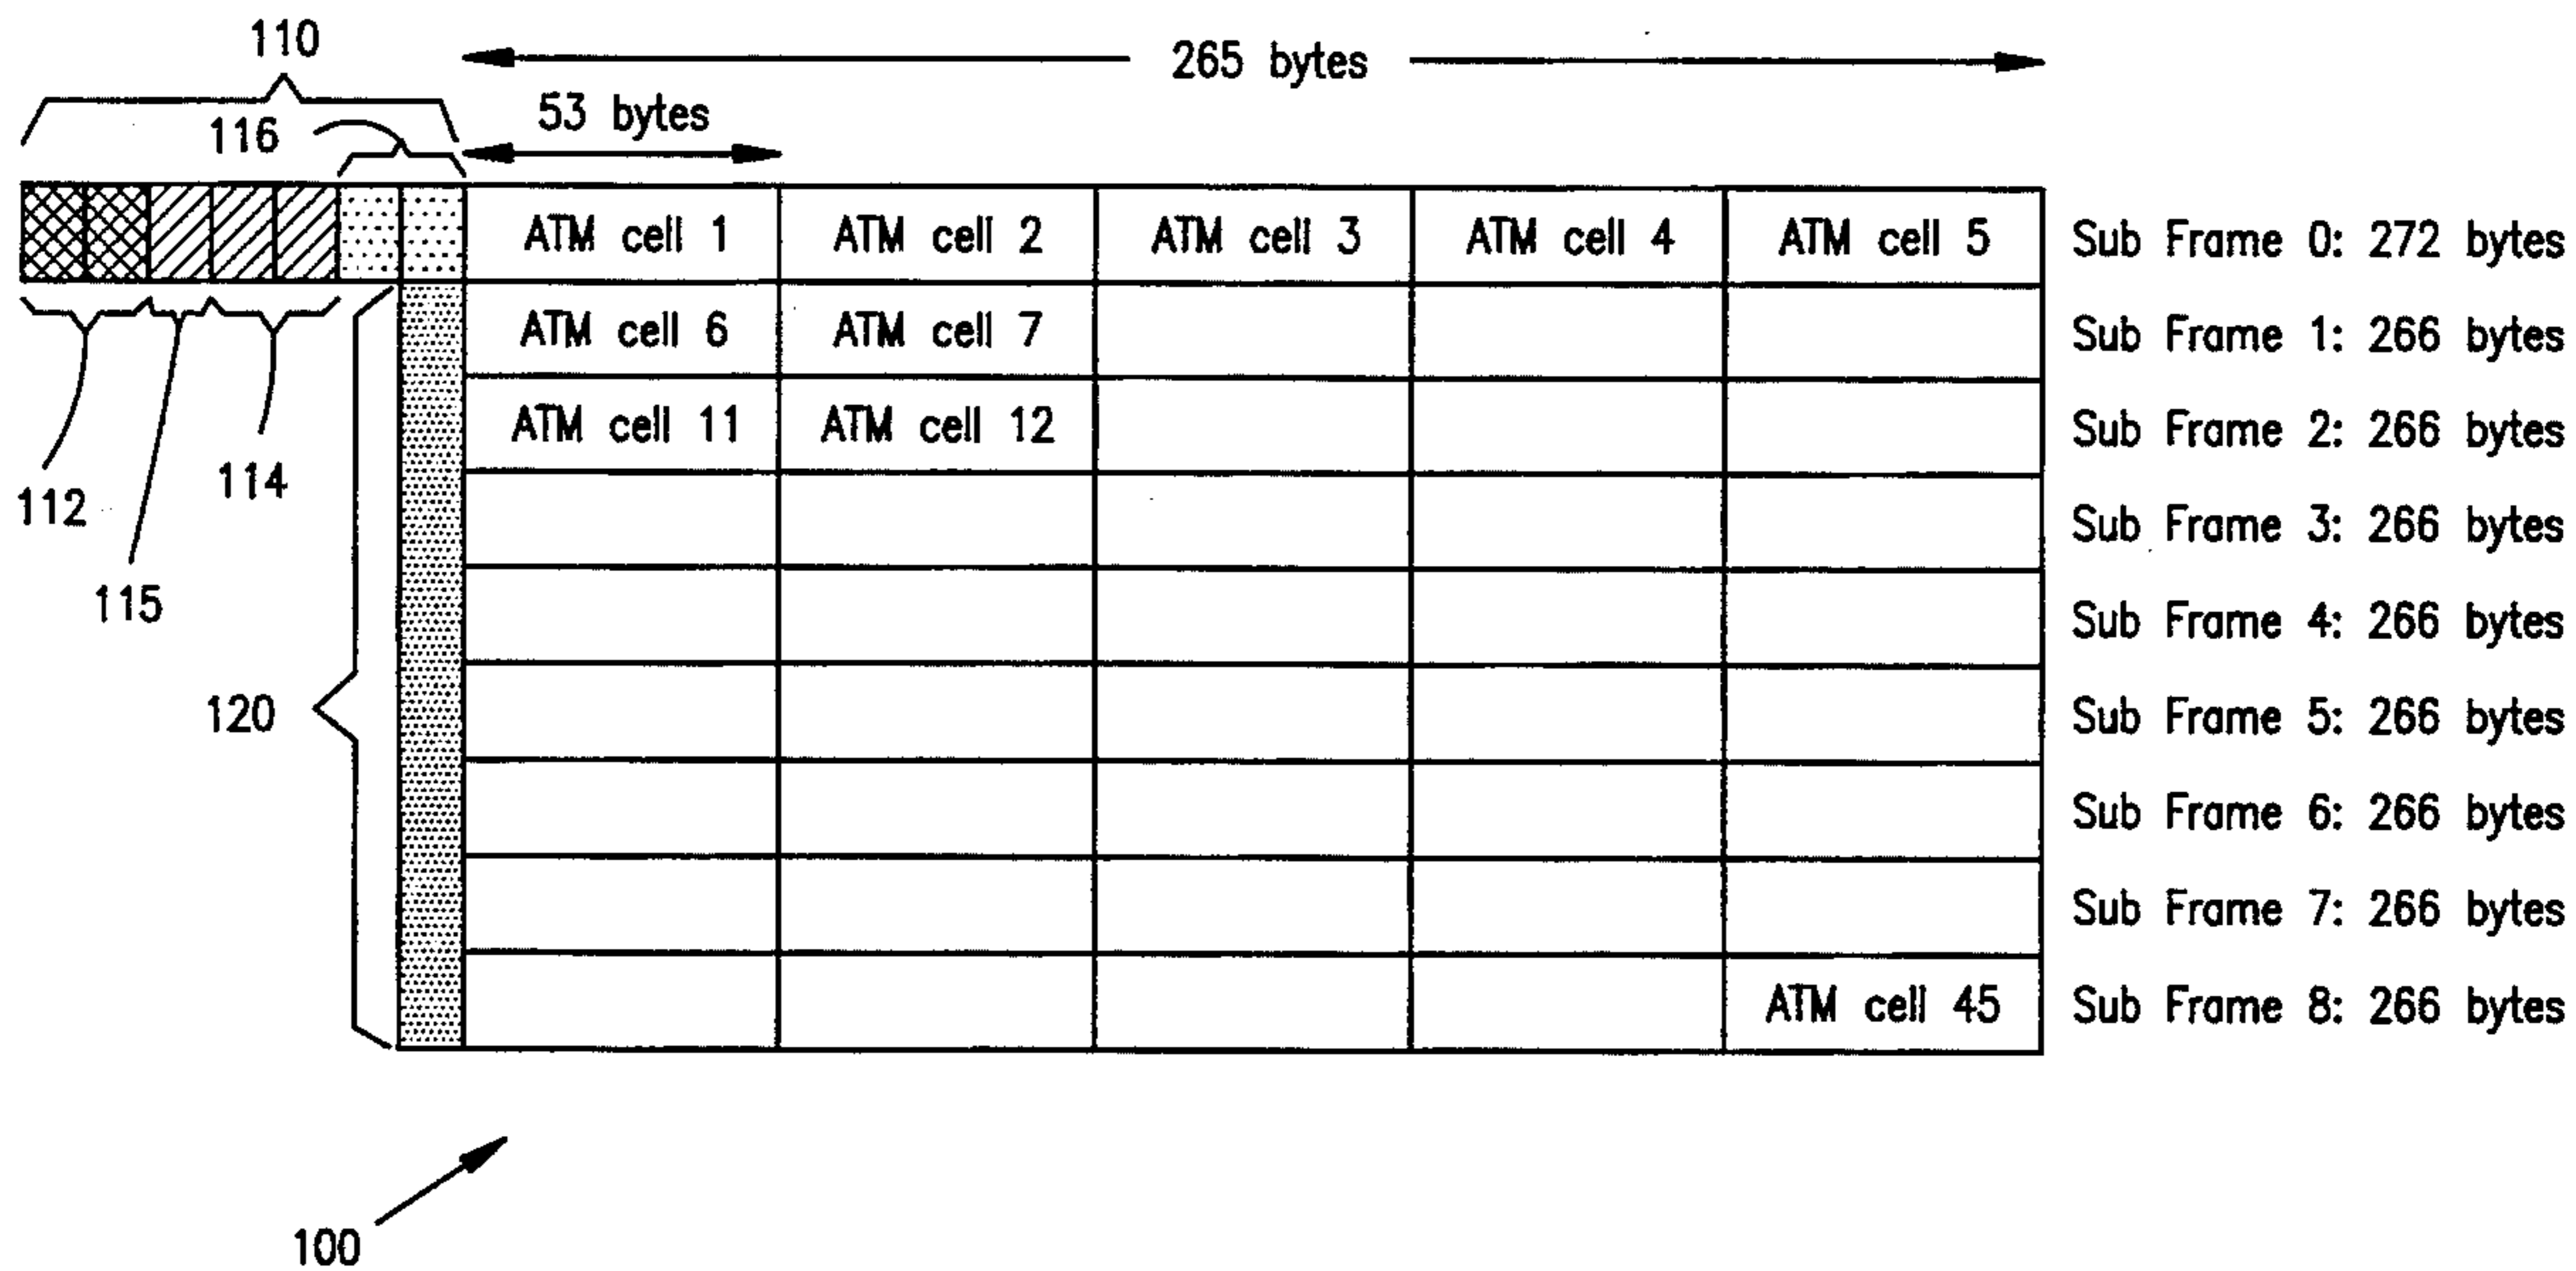 110
265 bytes
116
53 bytes
ATM cell 1 ATM cell 2 ATM cell 3 ATM cell 4 ATM cell 5 Sub Frame 0: 272 bytes
ATM cell 6 ATM cell 7 Sub Frame 1: 266 bytes
ATM cell 11 ATM cell 12 Sub Frame 2: 266 bytes
112
114
Sub Frame 3: 266 bytes
115
Sub Frame 4: 266 bytes
120
Sub Frame 5: 266 bytes
Sub Frame 6: 266 bytes
Sub Frame 7: 266 bytes
ATM cell 45 Sub Frame 8: 266 bytes
100